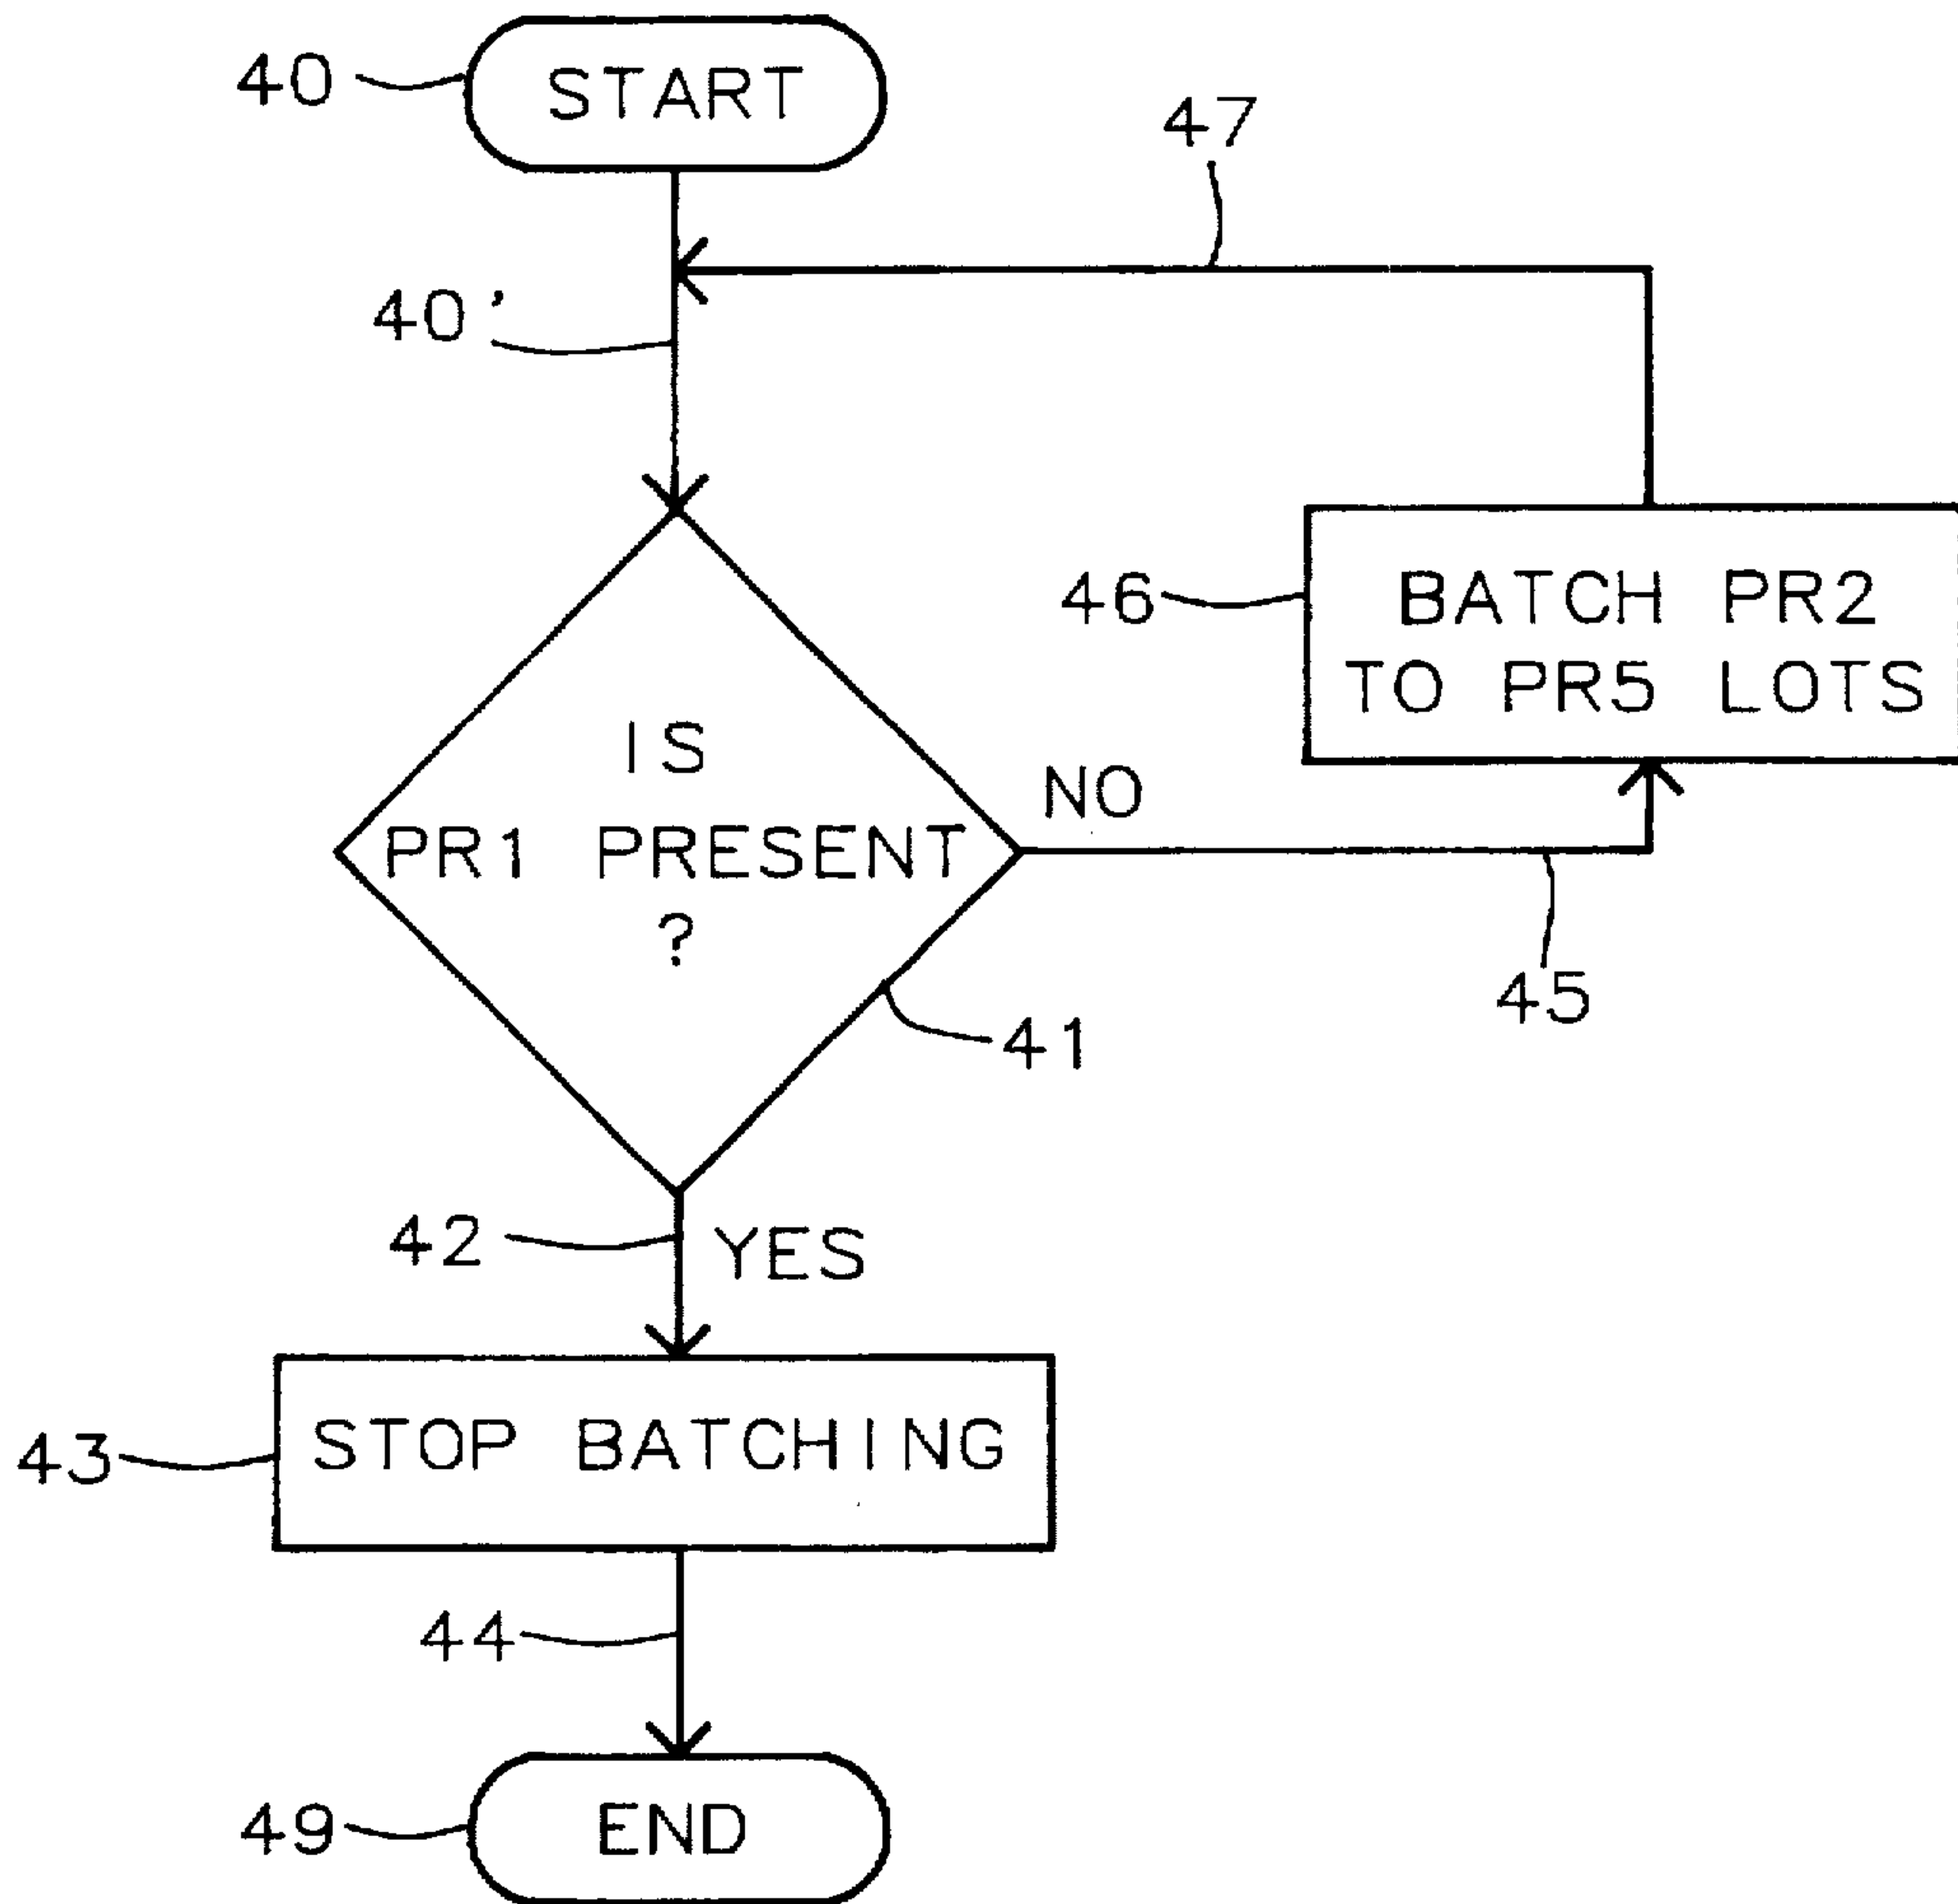 40
START
47
40'
46
BATCH PR2
TO PR5 LOTS
IS
PR1 PRESENT
?
NO
45
41
42
YES
43
STOP BATCHING
44
49
END